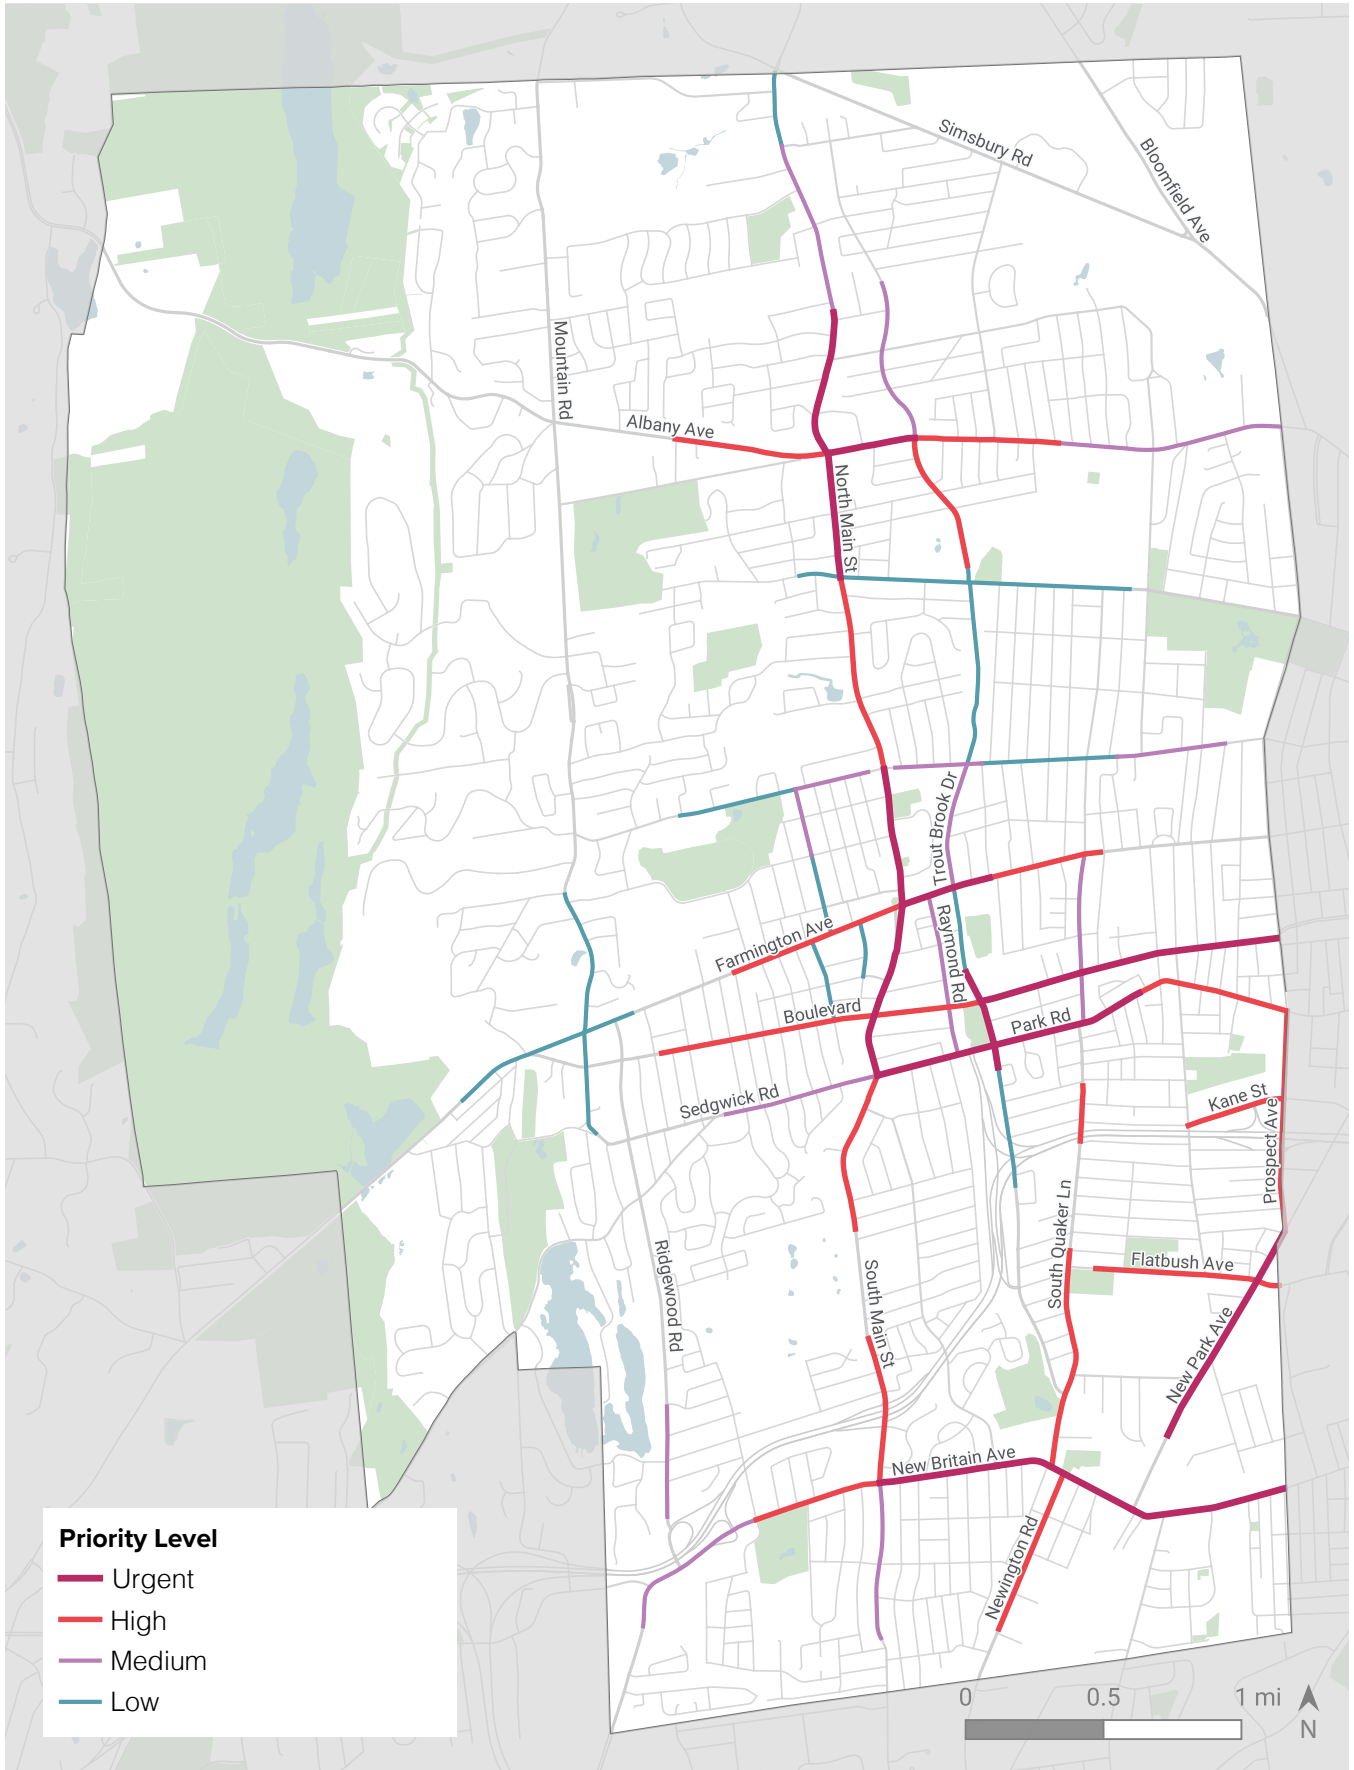 Simsbury Rd
Bloomfield Ave
Mountain Rd
Albany Ave
North Main St
Trout Brook Dr
Farmington Ave
Raymond Rd
Boulevard
Park Rd
Sedgwick Rd
Kane St
Prospect Ave
South Quaker Ln
Ridgewood Rd
Flatbush Ave
South Main St
New Park Ave
New Britain Ave
Newington Rd
Priority Level
Urgent
High
Medium
Low
0 0.5 1 mi
N